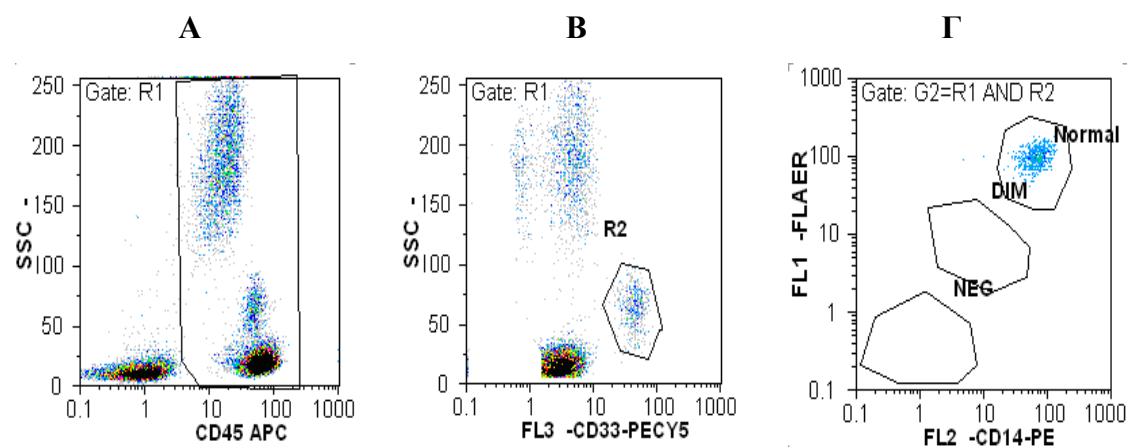 А
В
Г
Gate: R1
250
200
150
100
50
0
SSC -
0.1
1
10
100
1000
CD45 APC
Gate: R1
250
200
150
100
50
0
SSC -
R2
0.1
1
10
100
1000
FL3 -CD33-PECY5
Gate: G2=R1 AND R2
1000
100
10
1
0.1
FL1 -FLAER
Normal
DIM
NEG
0.1
1
10
100
1000
FL2 -CD14-PE